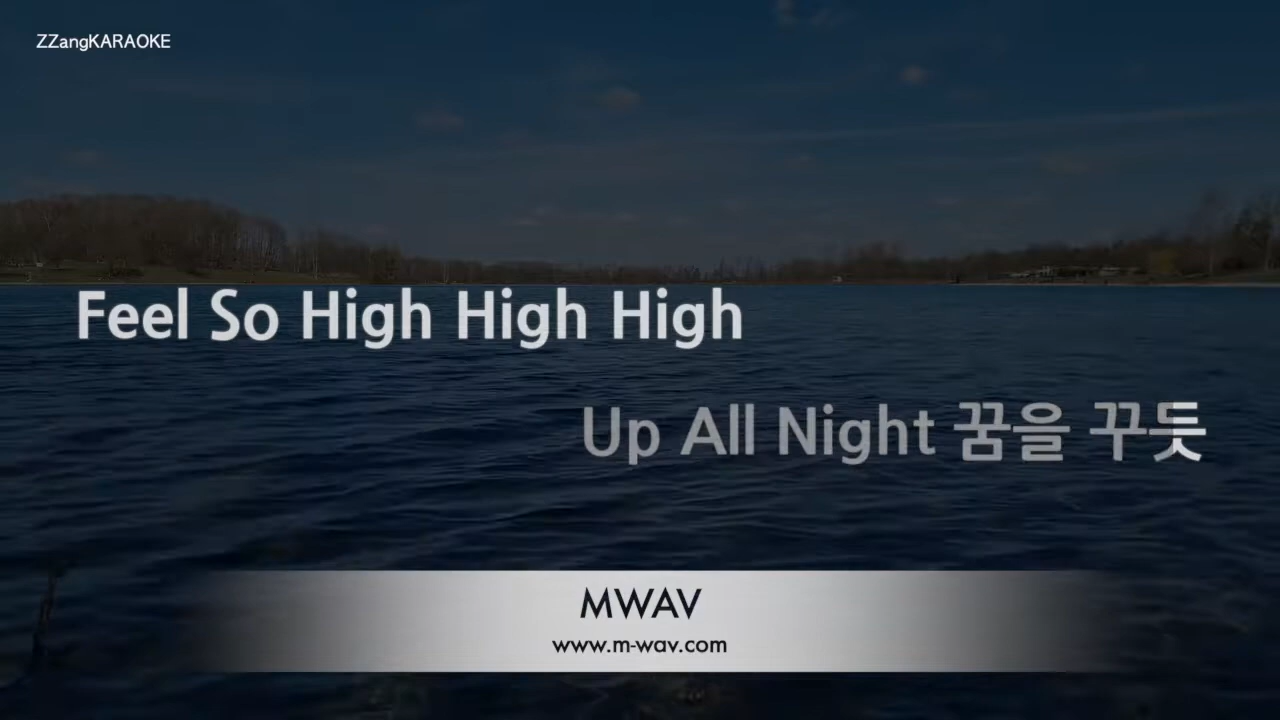 ZZangKARAOKE
Feel So High High High
Up All Night 꿈을 꾸듯
MWAV
www.m-wav.com